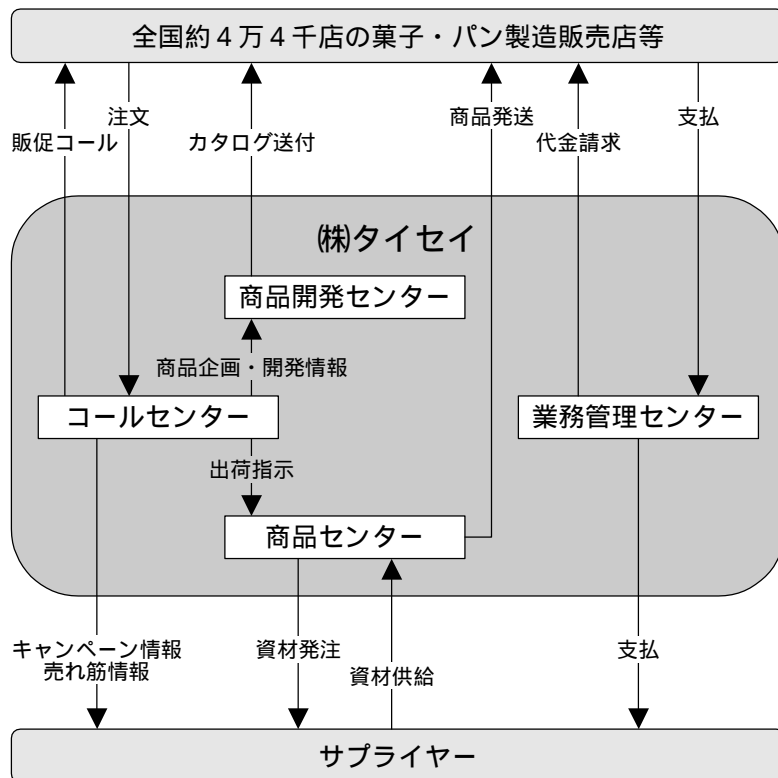 全国約４万４千店の菓子・パン製造販売店等
注文
商品発送
支払
販促コール
カタログ送付
代金請求
㈱タイセイ
商品開発センター
商品企画・開発情報
コールセンター
業務管理センター
出荷指示
商品センター
キャンペーン情報
売れ筋情報
資材発注
資材供給
支払
サプライヤー